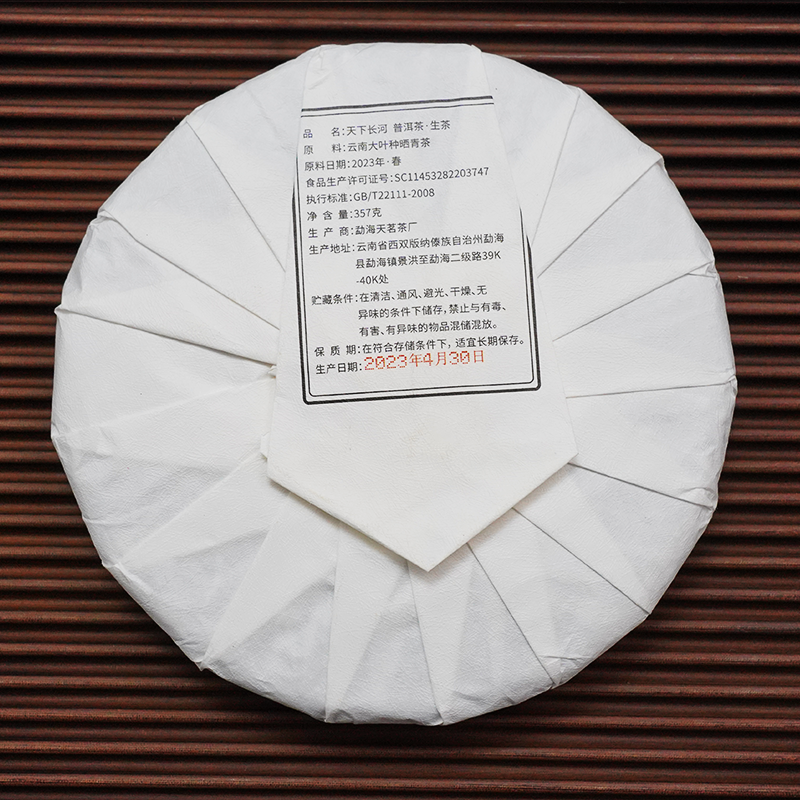 品 名:天下长河 普洱茶·生茶
原 料:云南大叶种晒青茶
原料日期:2023年·春
食品生产许可证号:SC11453282203747
执行标准:GB/T22111-2008
净 含 量:357克
生 产 商:勐海天茗茶厂
生产地址:云南省西双版纳傣族自治州勐海
县勐海镇景洪至勐海二级路39K
-40K处
贮藏条件:在清洁、通风、避光、干燥、无
异味的条件下储存,禁止与有毒、
有害、有异味的物品混储混放。
保 质 期:在符合存储条件下,适宜长期保存。
生产日期:2023年4月30日